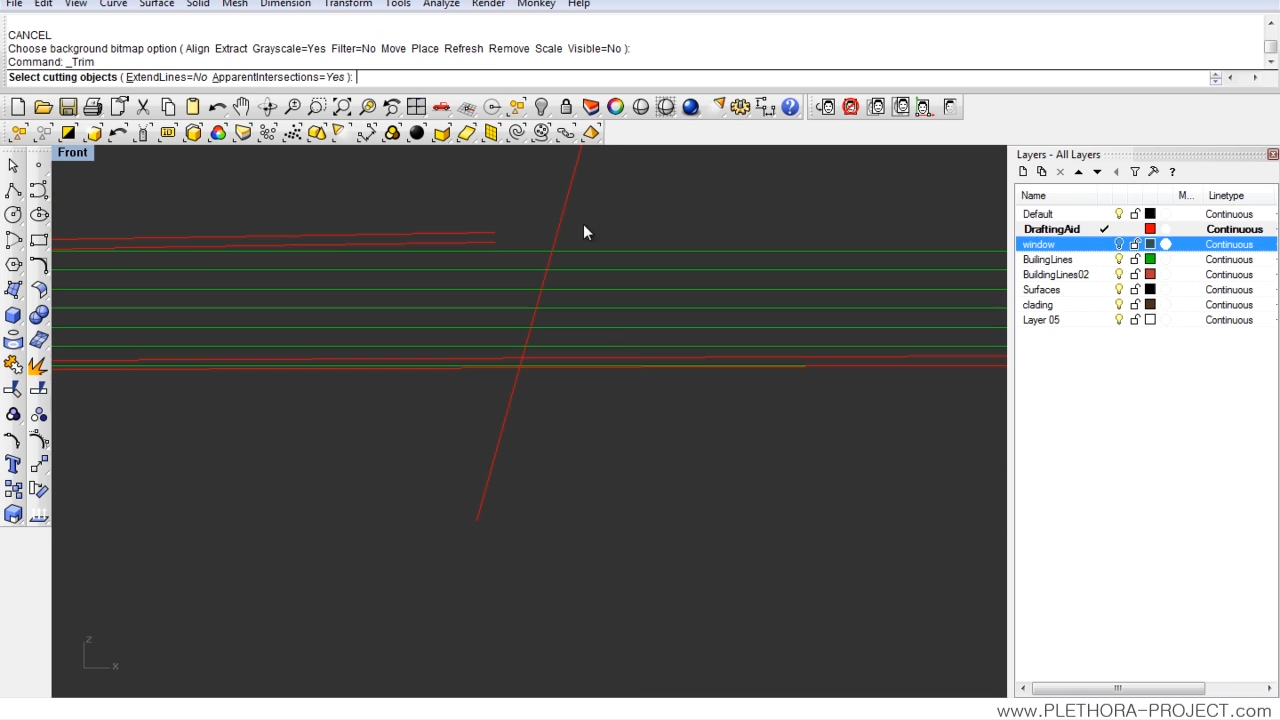 File Edit View Curve Surface Solid Mesh Dimension Transform Tools Analyze Render Monkey Help
CANCEL
Choose background bitmap option ( Align Extract Grayscale=Yes Filter=No Move Place Refresh Remove Scale Visible=No ):
Command: _Trim
Select cutting objects ( ExtendLines=No ApparentIntersections=Yes ):
Front
Layers - All Layers
Name M... Linetype
Default Continuous
DraftingAid Continuous
window Continuous
BuilingLines Continuous
BuildingLines02 Continuous
Surfaces Continuous
clading Continuous
Layer 05 Continuous
z
x
www.PLETHORA-PROJECT.com